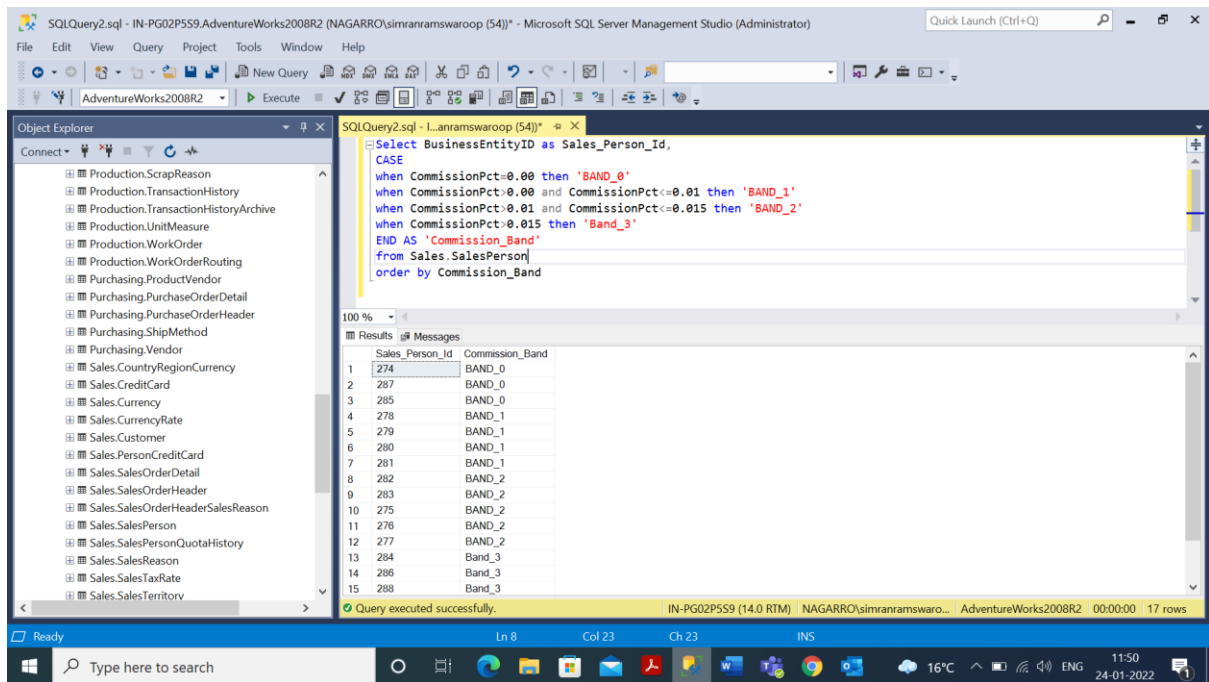 SQLQuery2.sql - IN-PG02P5S9.AdventureWorks2008R2 (NAGARRO\simranramswaroop (54))* - Microsoft SQL Server Management Studio (Administrator)
Quick Launch (Ctrl+Q)
File Edit View Query Project Tools Window Help
New Query MDX DMX XMLA DAX
AdventureWorks2008R2 Execute
Object Explorer
SQLQuery2.sql - I...anramswaroop (54))*
Connect
Production.ScrapReason
Production.TransactionHistory
Production.TransactionHistoryArchive
Production.UnitMeasure
Production.WorkOrder
Production.WorkOrderRouting
Purchasing.ProductVendor
Purchasing.PurchaseOrderDetail
Purchasing.PurchaseOrderHeader
Purchasing.ShipMethod
Purchasing.Vendor
Sales.CountryRegionCurrency
Sales.CreditCard
Sales.Currency
Sales.CurrencyRate
Sales.Customer
Sales.PersonCreditCard
Sales.SalesOrderDetail
Sales.SalesOrderHeader
Sales.SalesOrderHeaderSalesReason
Sales.SalesPerson
Sales.SalesPersonQuotaHistory
Sales.SalesReason
Sales.SalesTaxRate
Sales.SalesTerritory
Select BusinessEntityID as Sales_Person_Id,
CASE
when CommissionPct=0.00 then 'BAND_0'
when CommissionPct>0.00 and CommissionPct<=0.01 then 'BAND_1'
when CommissionPct>0.01 and CommissionPct<=0.015 then 'BAND_2'
when CommissionPct>0.015 then 'Band_3'
END AS 'Commission_Band'
from Sales.SalesPerson
order by Commission_Band
100 %
Results Messages
Sales_Person_Id Commission_Band
1 274 BAND_0
2 287 BAND_0
3 285 BAND_0
4 278 BAND_1
5 279 BAND_1
6 280 BAND_1
7 281 BAND_1
8 282 BAND_2
9 283 BAND_2
10 275 BAND_2
11 276 BAND_2
12 277 BAND_2
13 284 Band_3
14 286 Band_3
15 288 Band_3
Query executed successfully. IN-PG02P5S9 (14.0 RTM) NAGARRO\simranramswaro... AdventureWorks2008R2 00:00:00 17 rows
Ready Ln 8 Col 23 Ch 23 INS
Type here to search
16°C ENG
11:50
24-01-2022